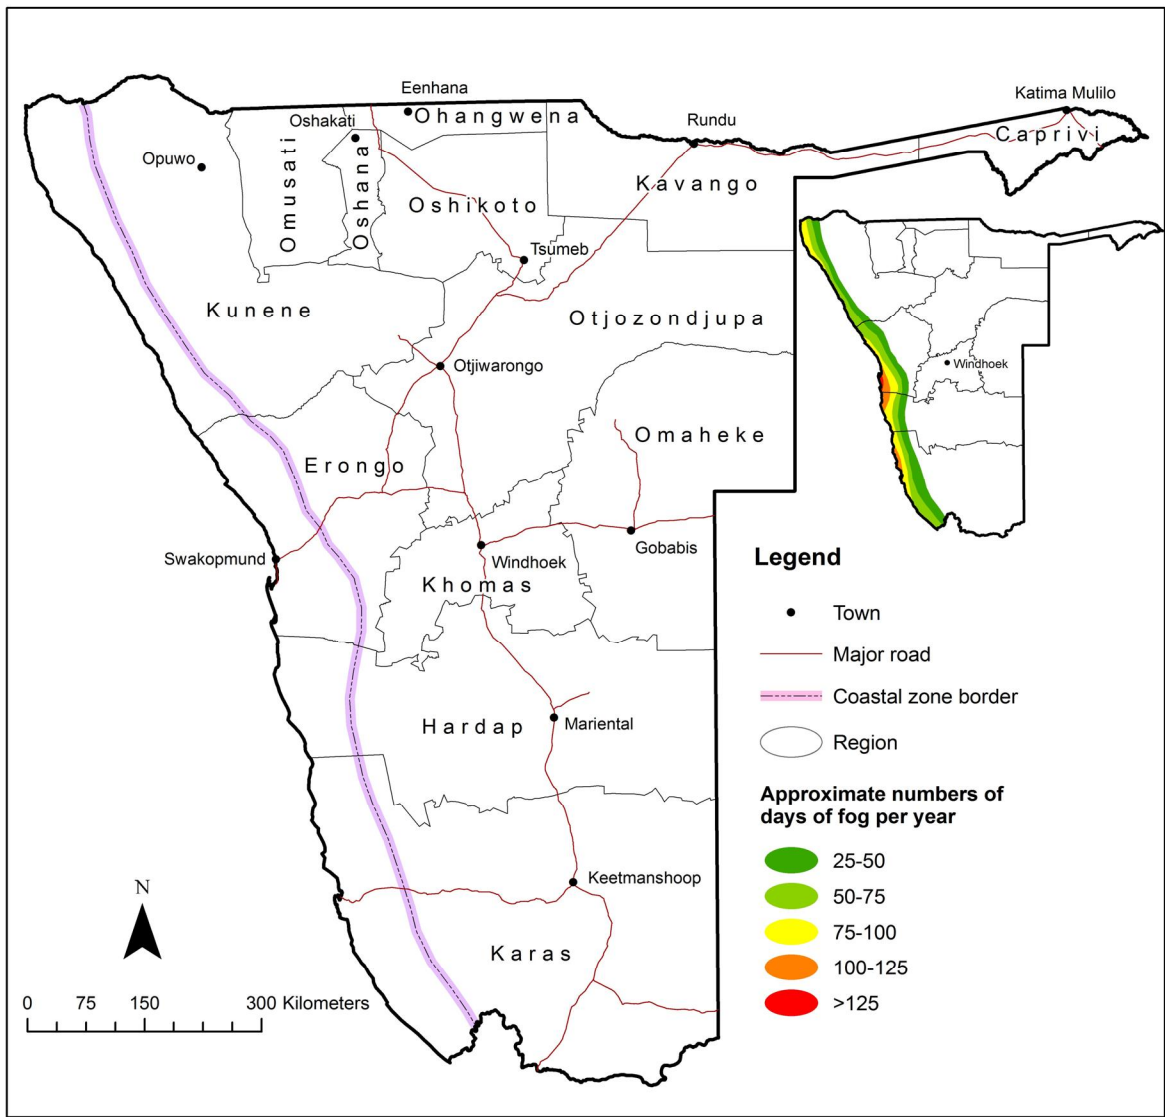 Eenhana
Katima Mulilo
Ohangwena
Oshakati
Rundu
Caprivi
Opuwo
Omusati
Oshana
Kavango
Oshikoto
Tsumeb
Kunene
Otjozondjupa
Otjiwarongo
Windhoek
Omaheke
Erongo
Swakopmund
Windhoek
Gobabis
Khomas
Hardap
Mariental
Keetmanshoop
Karas
N
0 75 150 300 Kilometers
Legend
Town
Major road
Coastal zone border
Region
Approximate numbers of
days of fog per year
25-50
50-75
75-100
100-125
>125